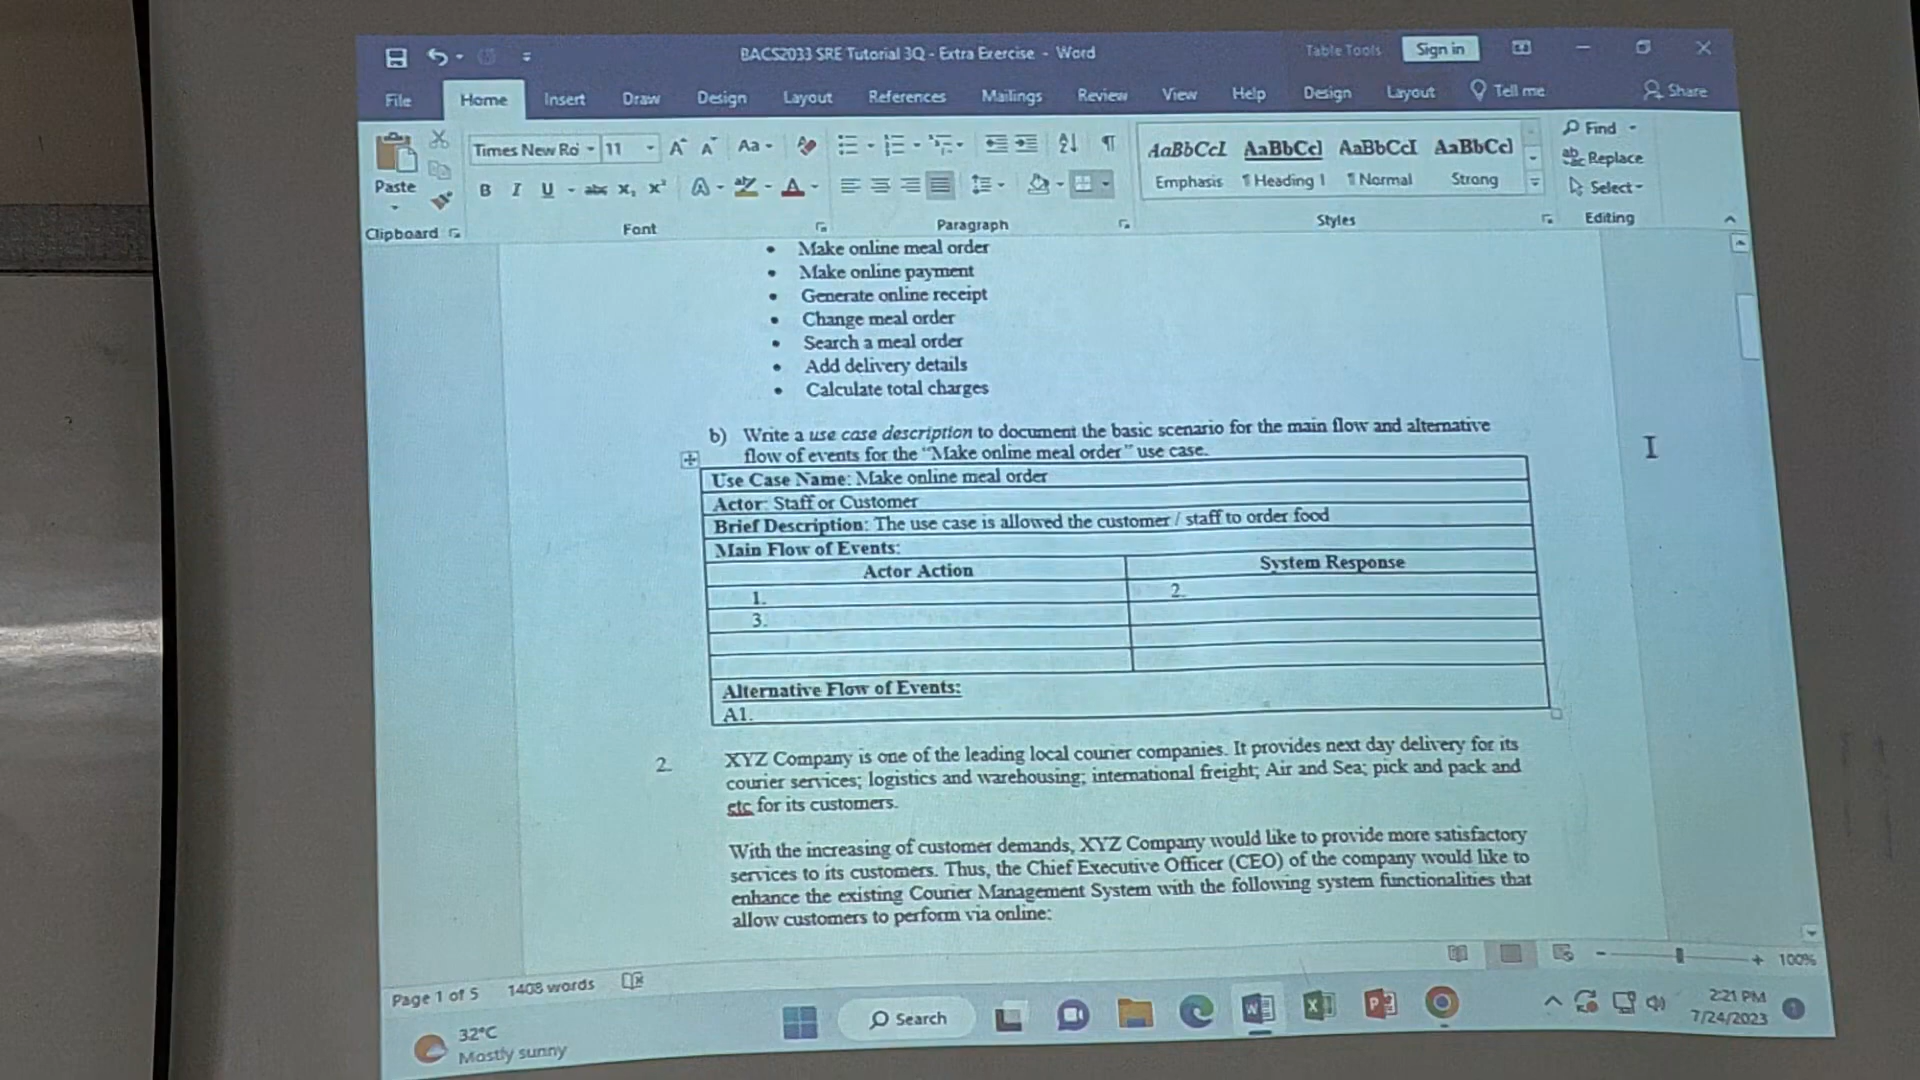 BACS2033 SRE Tutorial 3Q - Extra Exercise - Word
Table Tools
Sign in
File Home Insert Draw Design Layout References Mailings Review View Help Design Layout Tell me Share
Paste
Clipboard
Times New Ro 11
Aa
B I U abc X₂ X²
Font
Paragraph
AaBbCcI AaBbCcI AaBbCcI AaBbCcI
Emphasis ¶ Heading 1 ¶ Normal Strong
Styles
Find
Replace
Select
Editing
• Make online meal order
• Make online payment
• Generate online receipt
• Change meal order
• Search a meal order
• Add delivery details
• Calculate total charges
b) Write a use case description to document the basic scenario for the main flow and alternative
flow of events for the "Make online meal order" use case.
Use Case Name: Make online meal order
Actor: Staff or Customer
Brief Description: The use case is allowed the customer / staff to order food
Main Flow of Events:
Actor Action System Response
1. 2.
3.
Alternative Flow of Events:
A1.
2. XYZ Company is one of the leading local courier companies. It provides next day delivery for its
courier services; logistics and warehousing; international freight; Air and Sea; pick and pack and
etc for its customers.
With the increasing of customer demands, XYZ Company would like to provide more satisfactory
services to its customers. Thus, the Chief Executive Officer (CEO) of the company would like to
enhance the existing Courier Management System with the following system functionalities that
allow customers to perform via online:
Page 1 of 5 1408 words
100%
32°C
Mostly sunny
Search
2:21 PM
7/24/2023